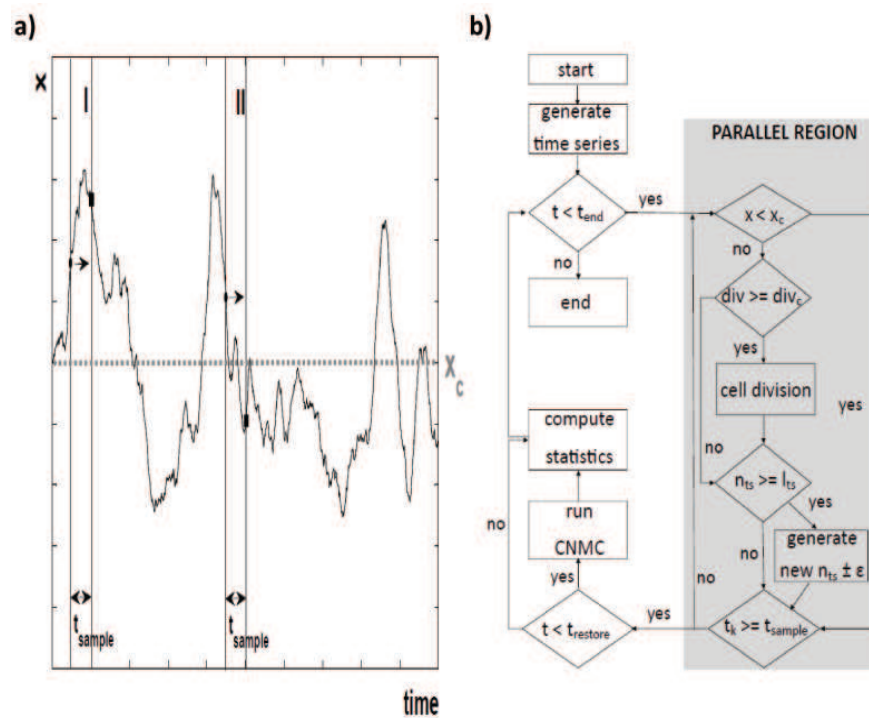 a)
x
I
II
X_c
t_sample
t_sample
time
b)
start
generate
time series
t < t_end
yes
no
end
compute
statistics
run
CNMC
yes
no
t < t_restore
yes
PARALLEL REGION
x < x_c
no
div >= div_c
yes
cell division
yes
no
n_ts >= l_ts
yes
no
generate
new n_ts ± ε
no
t_k >= t_sample